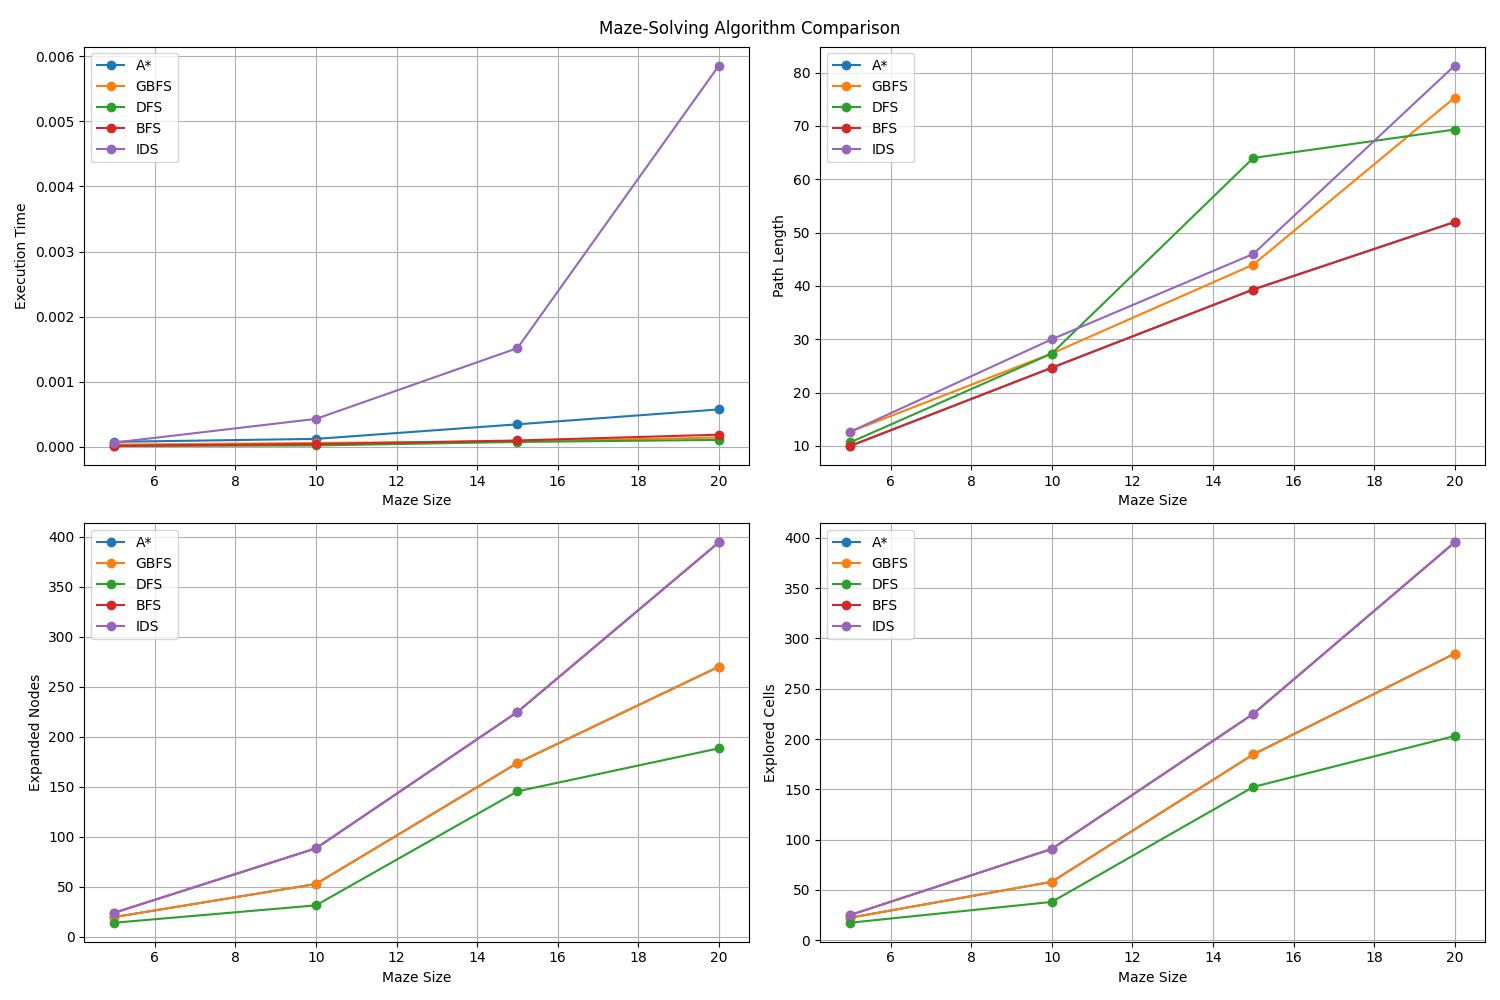 Maze-Solving Algorithm Comparison
A*
GBFS
DFS
BFS
IDS
0.006
0.005
0.004
0.003
0.002
0.001
0.000
Execution Time
6 8 10 12 14 16 18 20
Maze Size
A*
GBFS
DFS
BFS
IDS
80
70
60
50
40
30
20
10
Path Length
6 8 10 12 14 16 18 20
Maze Size
A*
GBFS
DFS
BFS
IDS
400
350
300
250
200
150
100
50
0
Expanded Nodes
6 8 10 12 14 16 18 20
Maze Size
A*
GBFS
DFS
BFS
IDS
400
350
300
250
200
150
100
50
0
Explored Cells
6 8 10 12 14 16 18 20
Maze Size